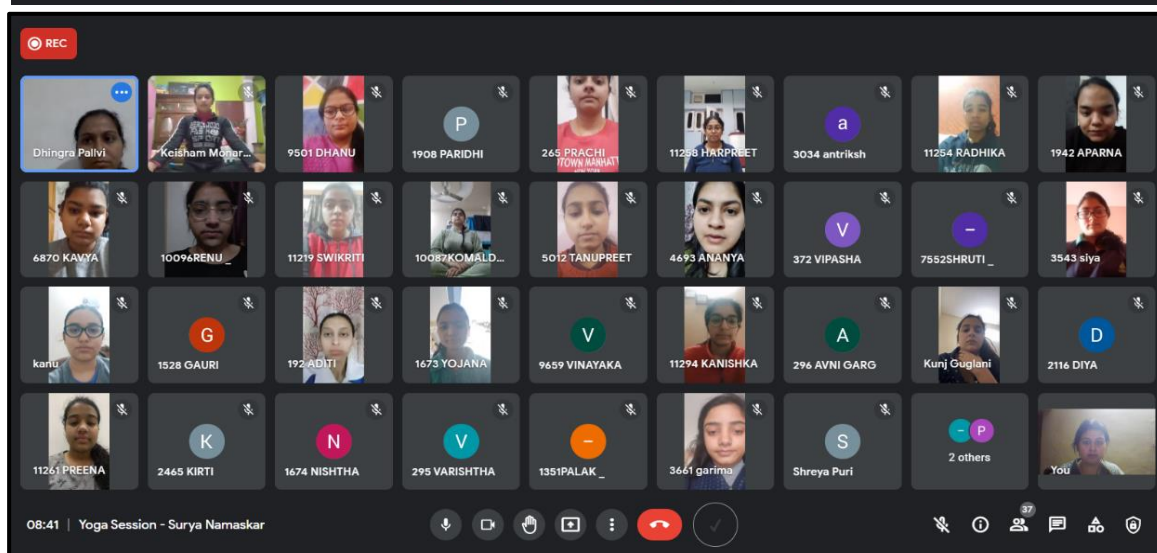 REC
Dhingra Pallvi
Keisham Monar...
9501 DHANU
P
1908 PARIDHI
265 PRACHI
11258 HARPREET
a
3034 antriksh
11254 RADHIKA
1942 APARNA
6870 KAVYA
10096RENU _
11219 SWIKRITI
10087KOMALD...
5012 TANUPREET
4693 ANANYA
V
372 VIPASHA
–
7552SHRUTI _
3543 siya
kanu
G
1528 GAURI
192 ADITI
1673 YOJANA
V
9659 VINAYAKA
11294 KANISHKA
A
296 AVNI GARG
Kunj Guglani
D
2116 DIYA
11261 PREENA
K
2465 KIRTI
N
1674 NISHTHA
V
295 VARISHTHA
–
1351PALAK _
3661 garima
S
Shreya Puri
– P
2 others
You
08:41 | Yoga Session - Surya Namaskar
37